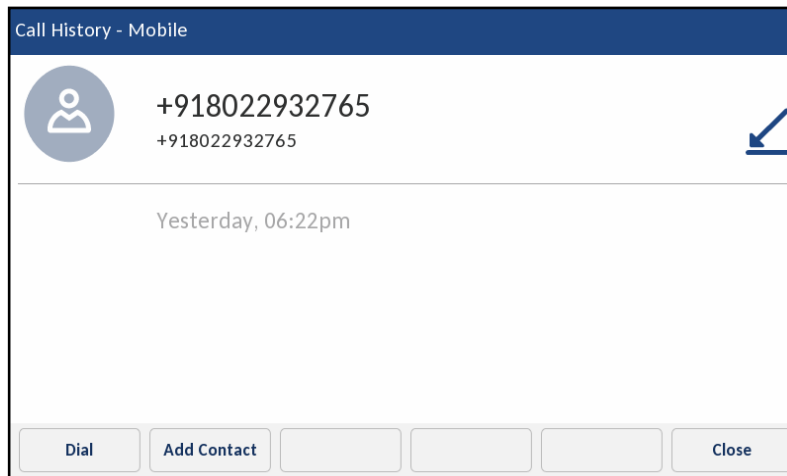 Call History - Mobile
+918022932765
+918022932765
Yesterday, 06:22pm
Dial
Add Contact
Close